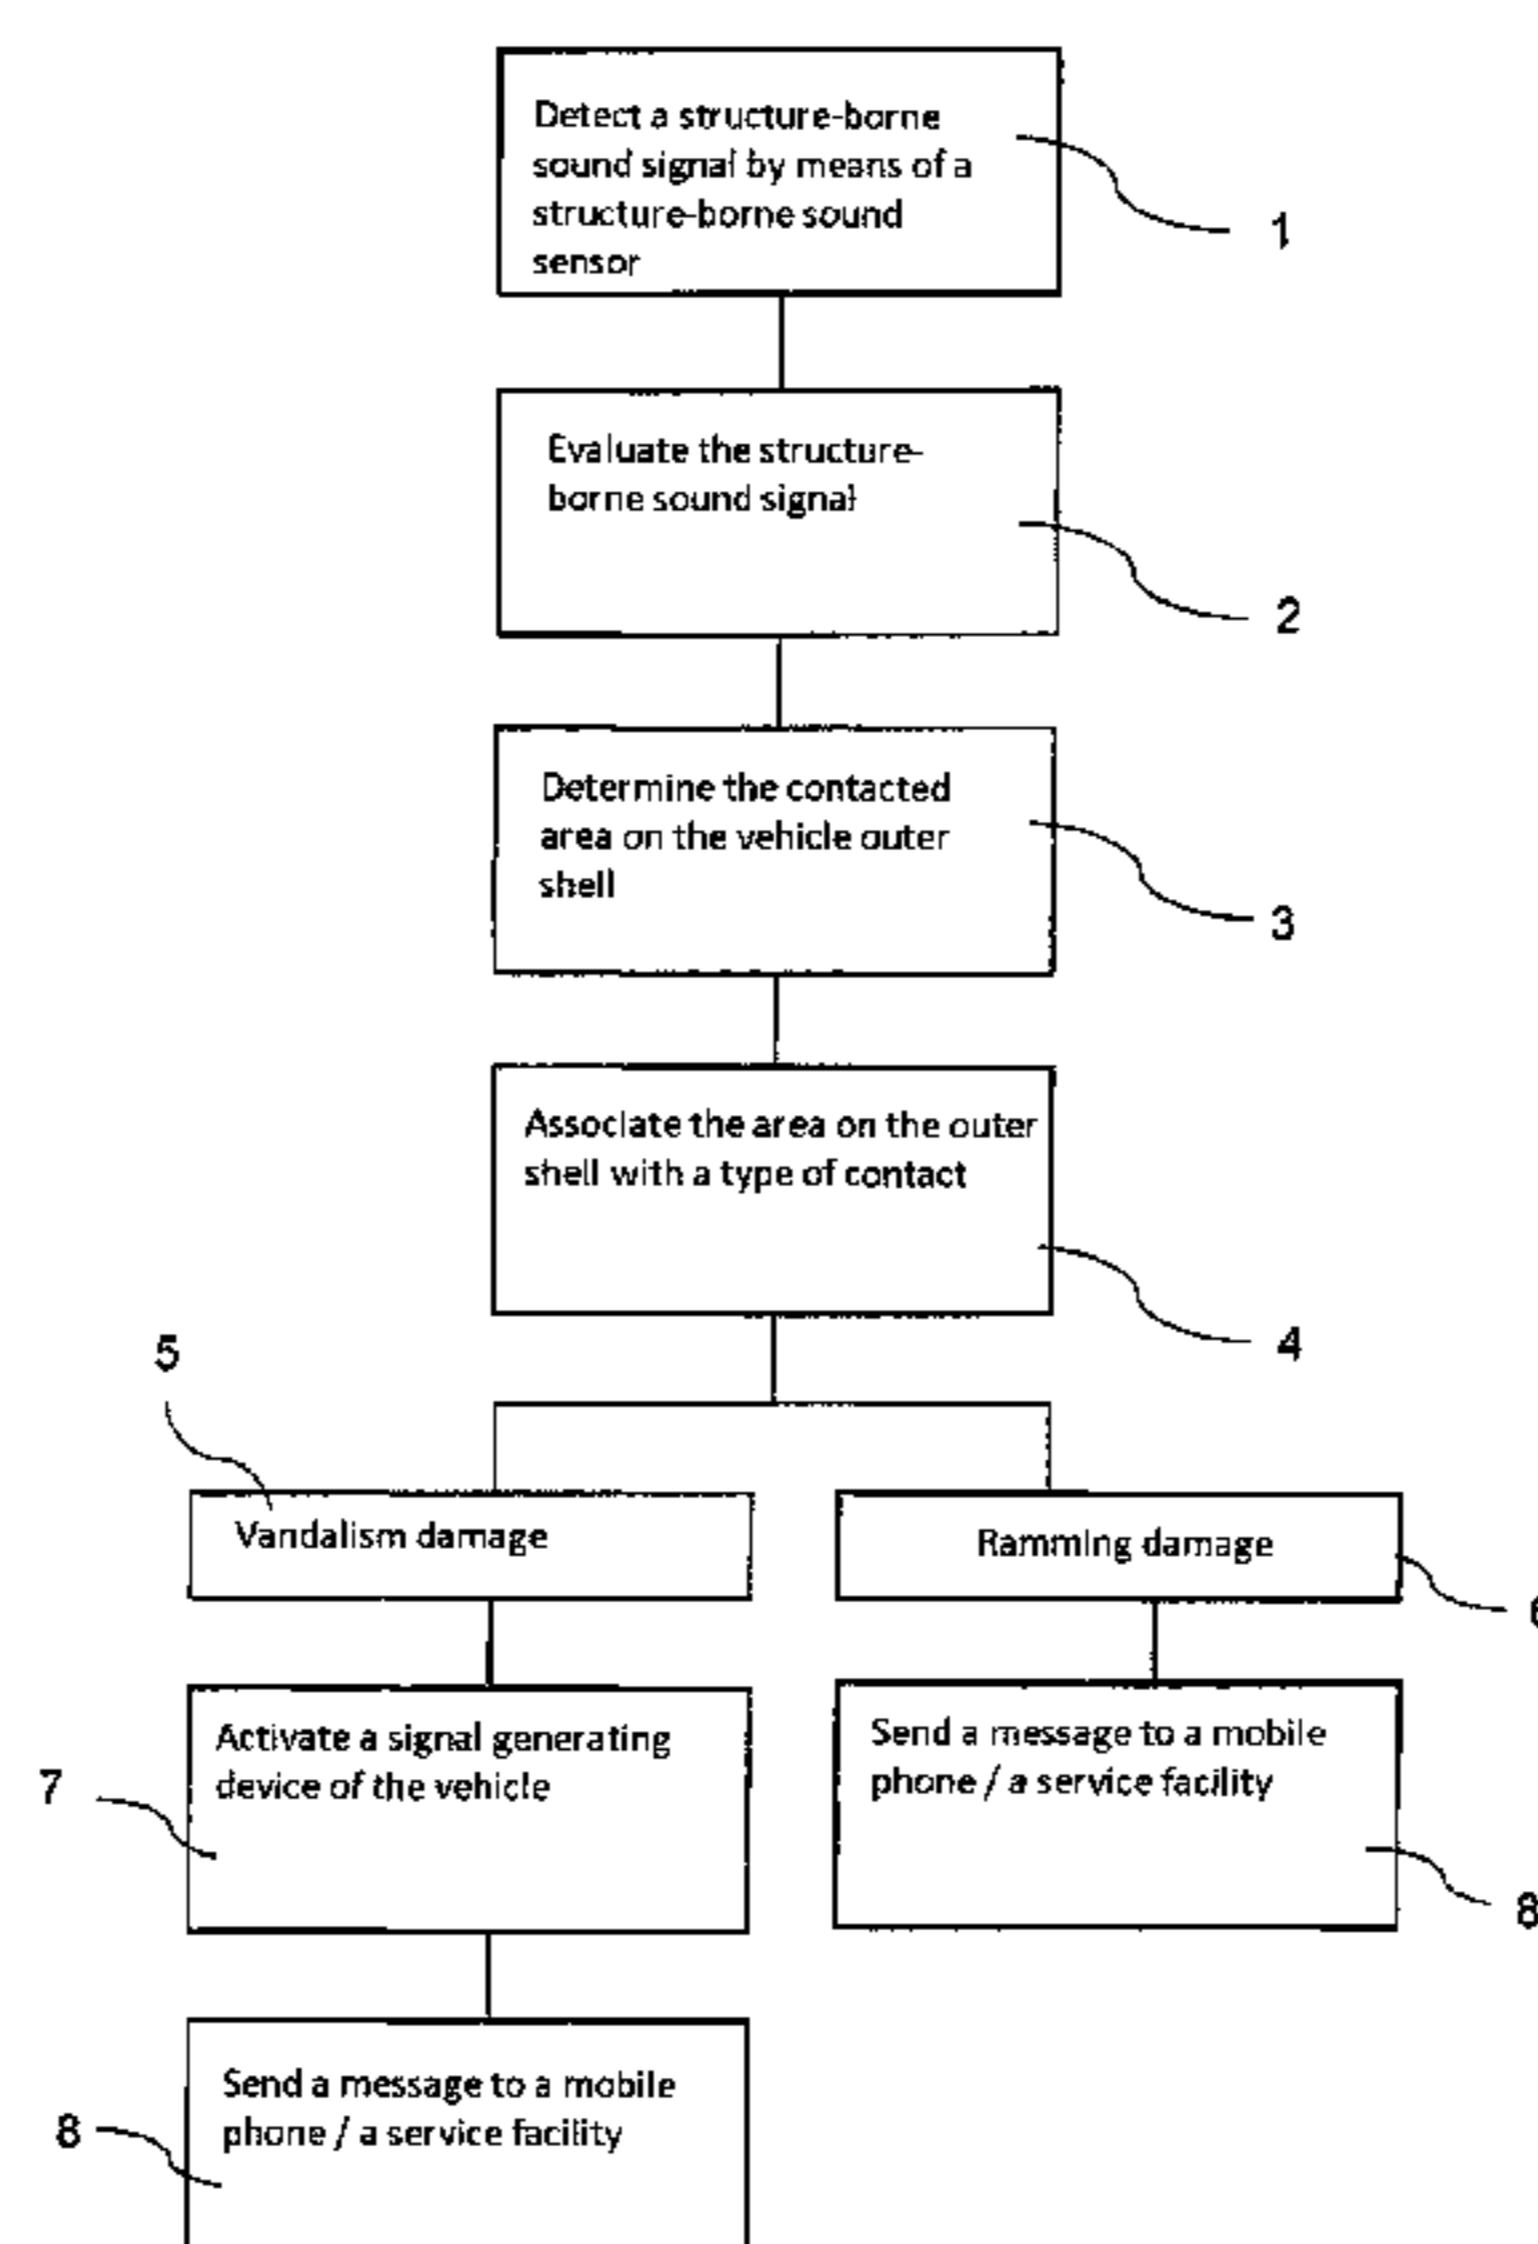 Detect a structure-borne
sound signal by means of a
structure-borne sound
sensor
1
Evaluate the structure-
borne sound signal
2
Determine the contacted
area on the vehicle outer
shell
3
Associate the area on the outer
shell with a type of contact
4
5
Vandalism damage
Ramming damage
6
Activate a signal generating
device of the vehicle
7
Send a message to a mobile
phone / a service facility
8
Send a message to a mobile
phone / a service facility
8